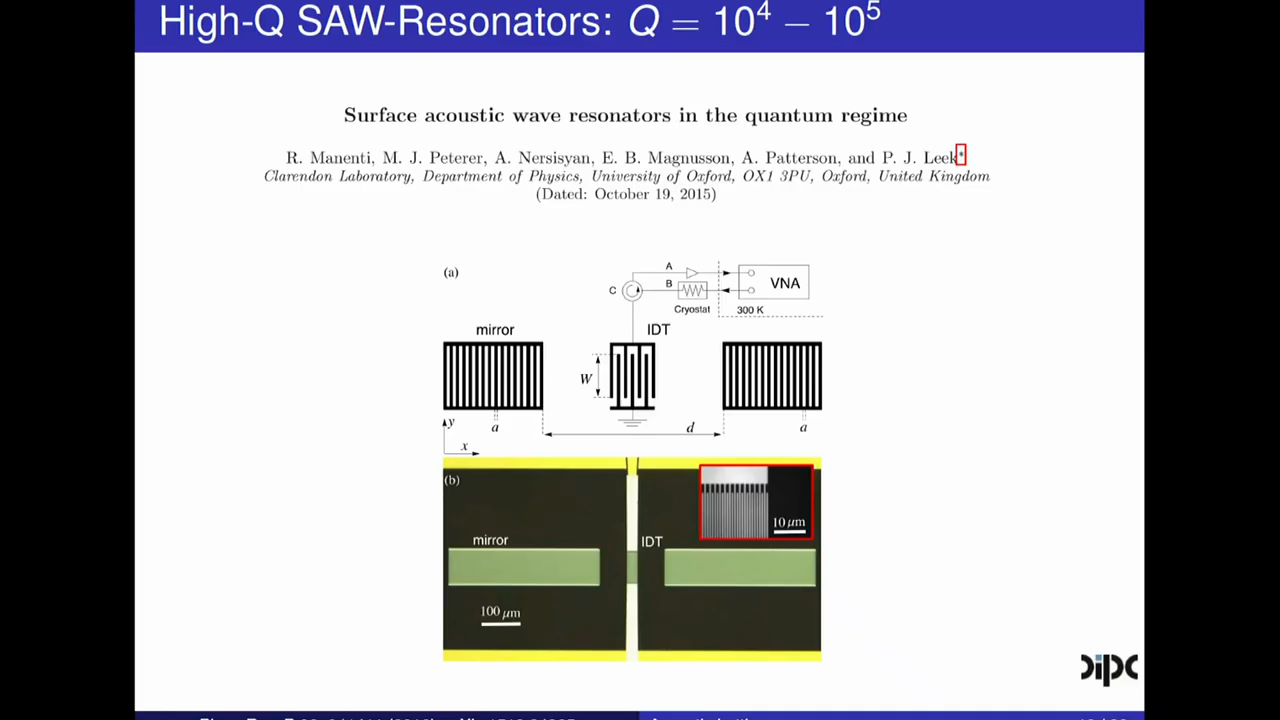 High-Q SAW-Resonators: Q = 10⁴ − 10⁵
Surface acoustic wave resonators in the quantum regime
R. Manenti, M. J. Peterer, A. Nersisyan, E. B. Magnusson, A. Patterson, and P. J. Leek*
Clarendon Laboratory, Department of Physics, University of Oxford, OX1 3PU, Oxford, United Kingdom
(Dated: October 19, 2015)
(a)
A
B
C
VNA
Cryostat
300 K
mirror
IDT
W
a
d
a
y
x
(b)
mirror
IDT
10 μm
100 μm
dipc